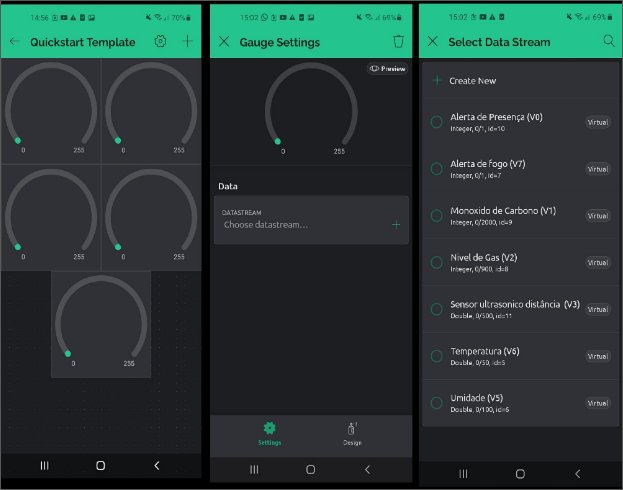 14:56 70%
← Quickstart Template +
0 255
0 255
0 255
0 255
0 255
15:02 69%
× Gauge Settings
Preview
0 255
Data
DATASTREAM
Choose datastream... +
Settings Design
15:02 69%
× Select Data Stream
+ Create New
Alerta de Presença (V0)
Integer, 0/1, id=10
Virtual
Alerta de fogo (V7)
Integer, 0/1, id=7
Virtual
Monoxido de Carbono (V1)
Integer, 0/2000, id=9
Virtual
Nivel de Gas (V2)
Integer, 0/900, id=8
Virtual
Sensor ultrasonico distância (V3)
Double, 0/500, id=11
Virtual
Temperatura (V6)
Double, 0/50, id=5
Virtual
Umidade (V5)
Double, 0/100, id=6
Virtual